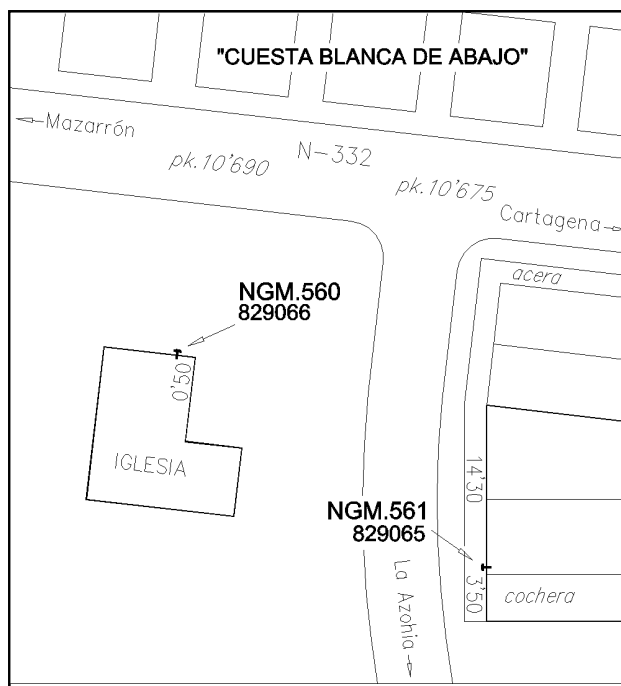 "CUESTA BLANCA DE ABAJO"
Mazarrón
N-332
pk.10'690
pk.10'675
Cartagena
acera
NGM.560
829066
0'50
IGLESIA
14'30
NGM.561
829065
3'50
cochera
La Azohia